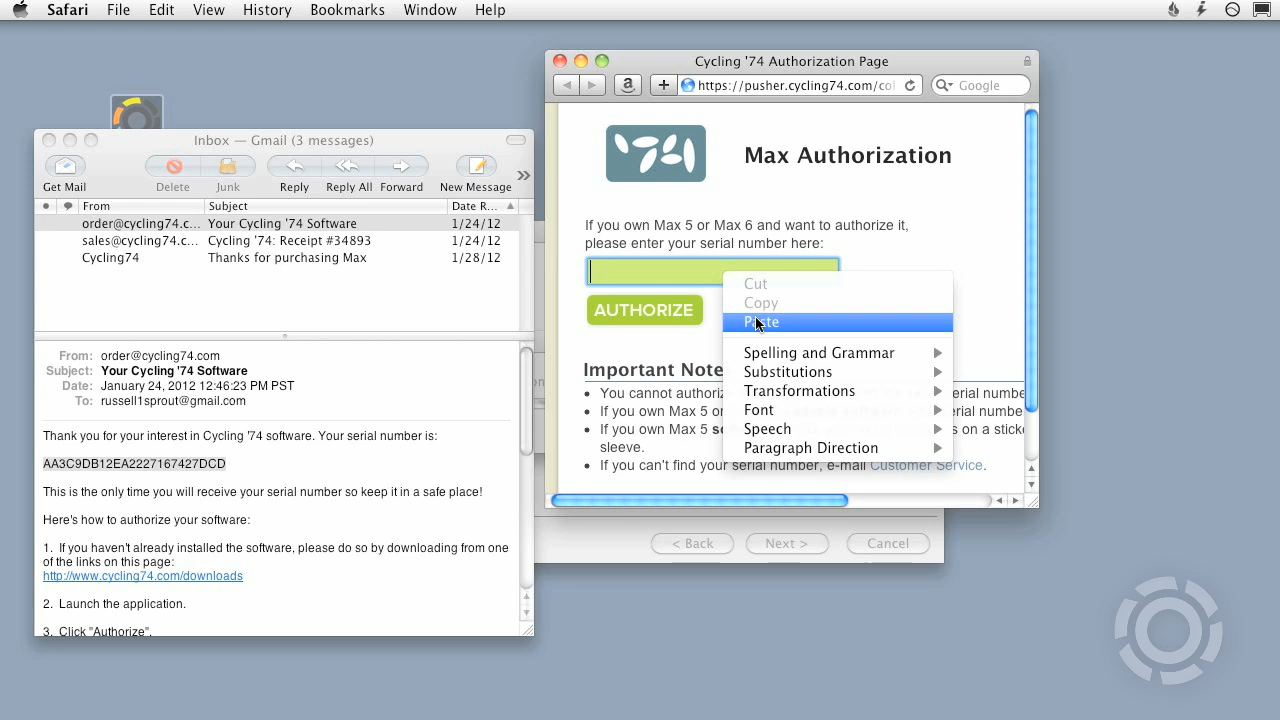 Safari File Edit View History Bookmarks Window Help
Inbox — Gmail (3 messages)
Get Mail Delete Junk Reply Reply All Forward New Message »
From Subject Date R...
order@cycling74.c... Your Cycling '74 Software 1/24/12
sales@cycling74.c... Cycling '74: Receipt #34893 1/24/12
Cycling74 Thanks for purchasing Max 1/28/12
From: order@cycling74.com
Subject: Your Cycling '74 Software
Date: January 24, 2012 12:46:23 PM PST
To: russell1sprout@gmail.com
Thank you for your interest in Cycling '74 software. Your serial number is:
AA3C9DB12EA2227167427DCD
This is the only time you will receive your serial number so keep it in a safe place!
Here's how to authorize your software:
1. If you haven't already installed the software, please do so by downloading from one
of the links on this page:
http://www.cycling74.com/downloads
2. Launch the application.
3. Click "Authorize".
Cycling '74 Authorization Page
https://pusher.cycling74.com/co
Google
'74
Max Authorization
If you own Max 5 or Max 6 and want to authorize it,
please enter your serial number here:
AUTHORIZE
Cut
Copy
Paste
Spelling and Grammar
Substitutions
Transformations
Font
Speech
Paragraph Direction
Important Note
• You cannot authoriz erial numbe
• If you own Max 5 o erial number
• If you own Max 5 s on a stick
sleeve.
• If you can't find your serial number, e-mail Customer Service.
< Back Next > Cancel